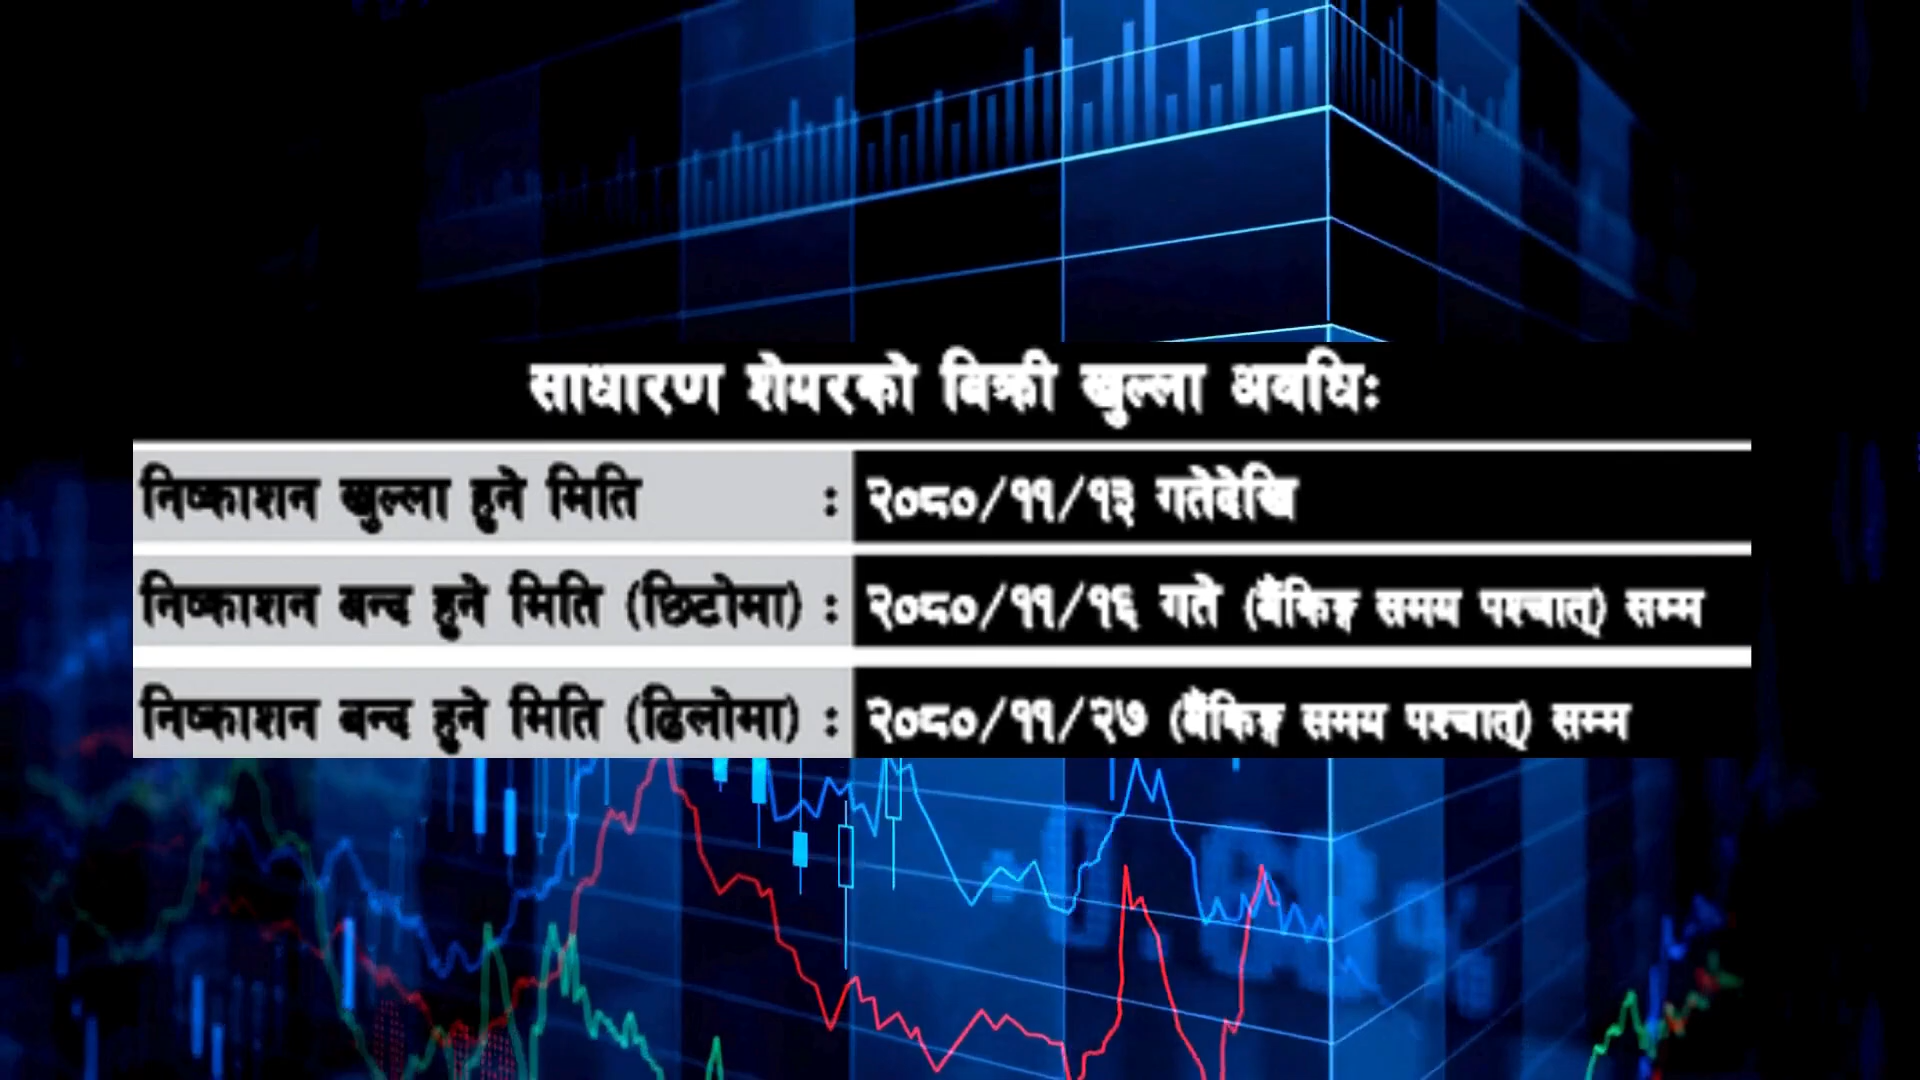 साधारण शेयरको बिक्री खुल्ला अवधिः
निष्काशन खुल्ला हुने मिति : २०८०/११/१३ गतेदेखि
निष्काशन बन्द हुने मिति (छिटोमा) : २०८०/११/१६ गते (बैंकिङ्ग समय पश्चात्) सम्म
निष्काशन बन्द हुने मिति (ढिलोमा) : २०८०/११/२७ (बैंकिङ्ग समय पश्चात्) सम्म